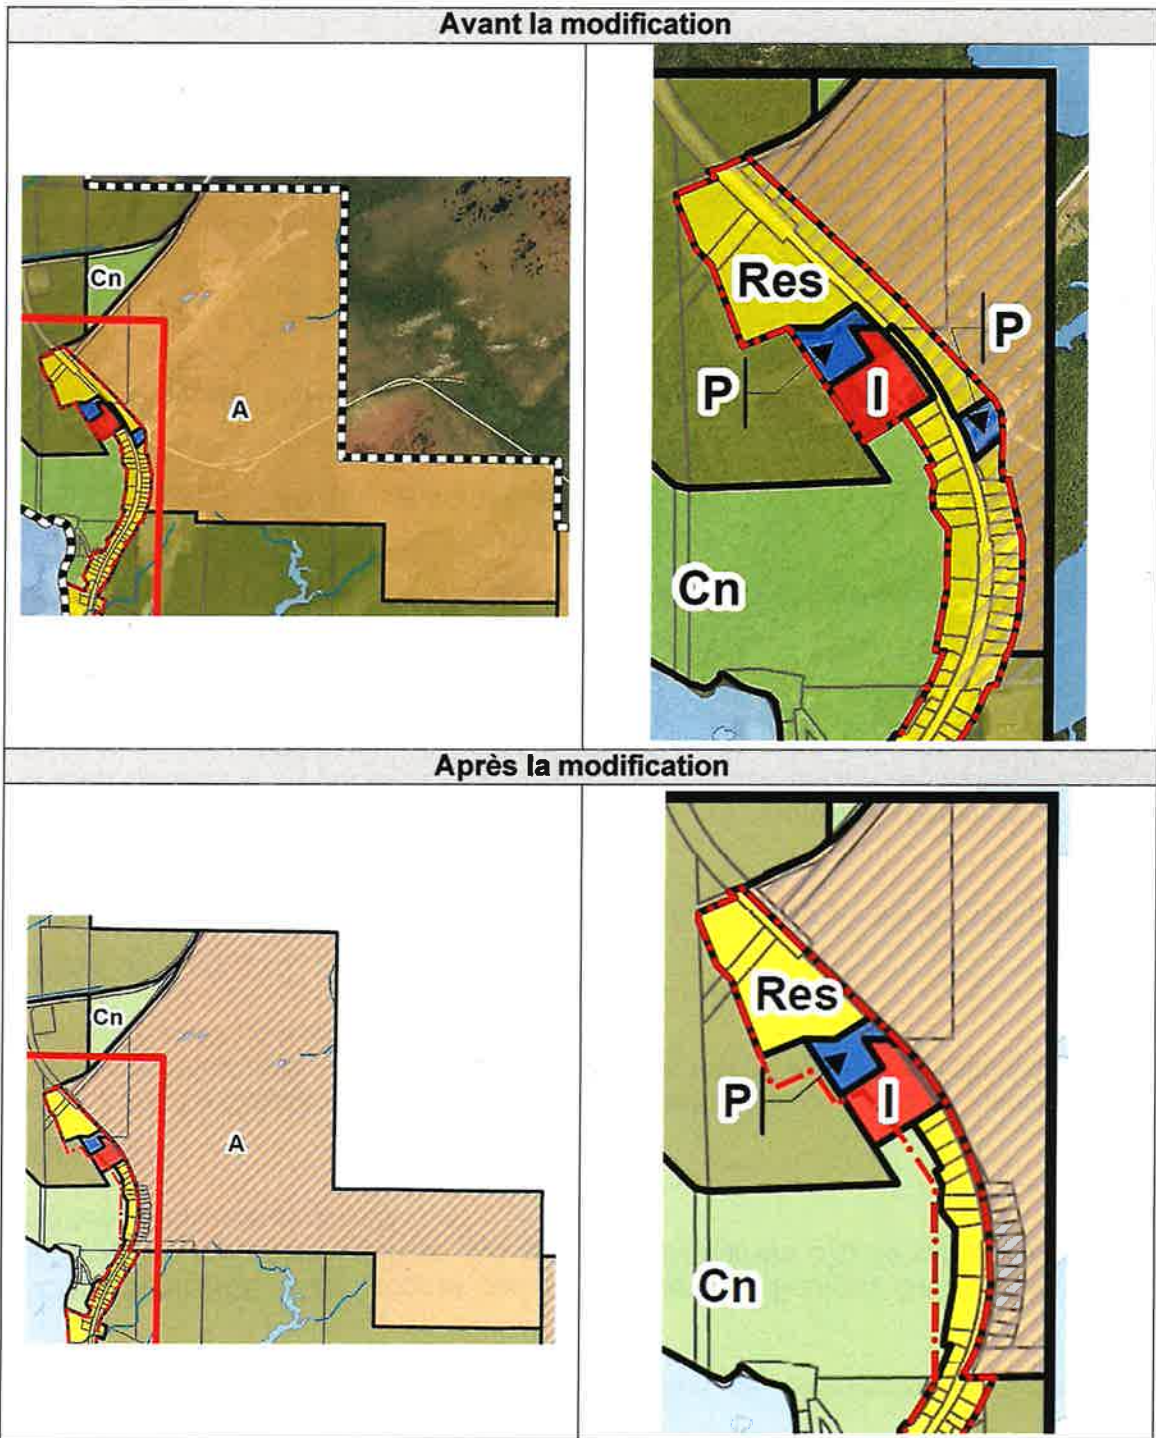 Avant la modification
Cn
A
Res
P
P
I
Cn
Après la modification
Cn
A
Res
P
I
Cn